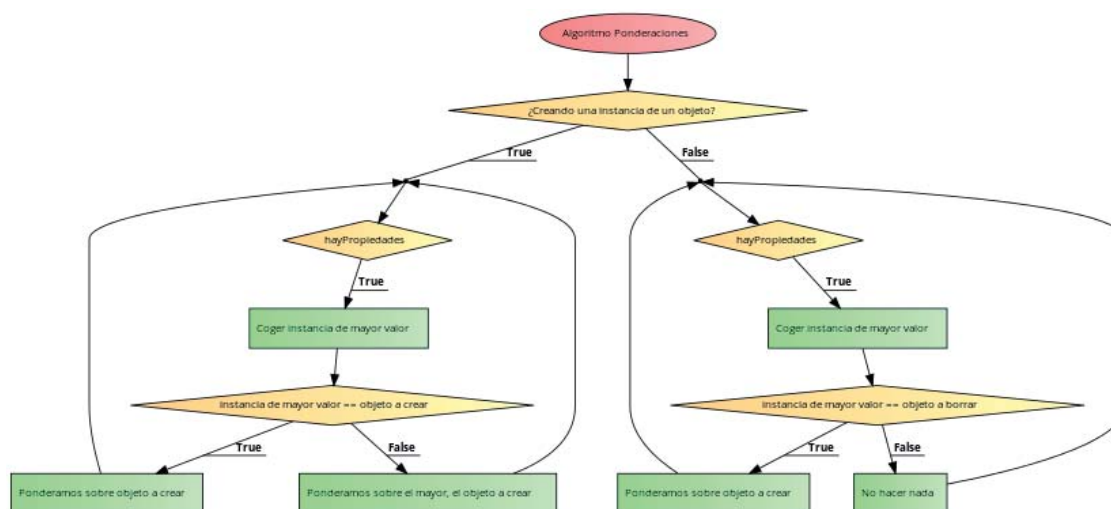 Algoritmo Ponderaciones
¿Creando una instancia de un objeto?
True
False
hayPropiedades
hayPropiedades
True
True
Coger instancia de mayor valor
Coger instancia de mayor valor
instancia de mayor valor == objeto a crear
instancia de mayor valor == objeto a borrar
True
False
True
False
Ponderamos sobre objeto a crear
Ponderamos sobre el mayor, el objeto a crear
Ponderamos sobre objeto a crear
No hacer nada